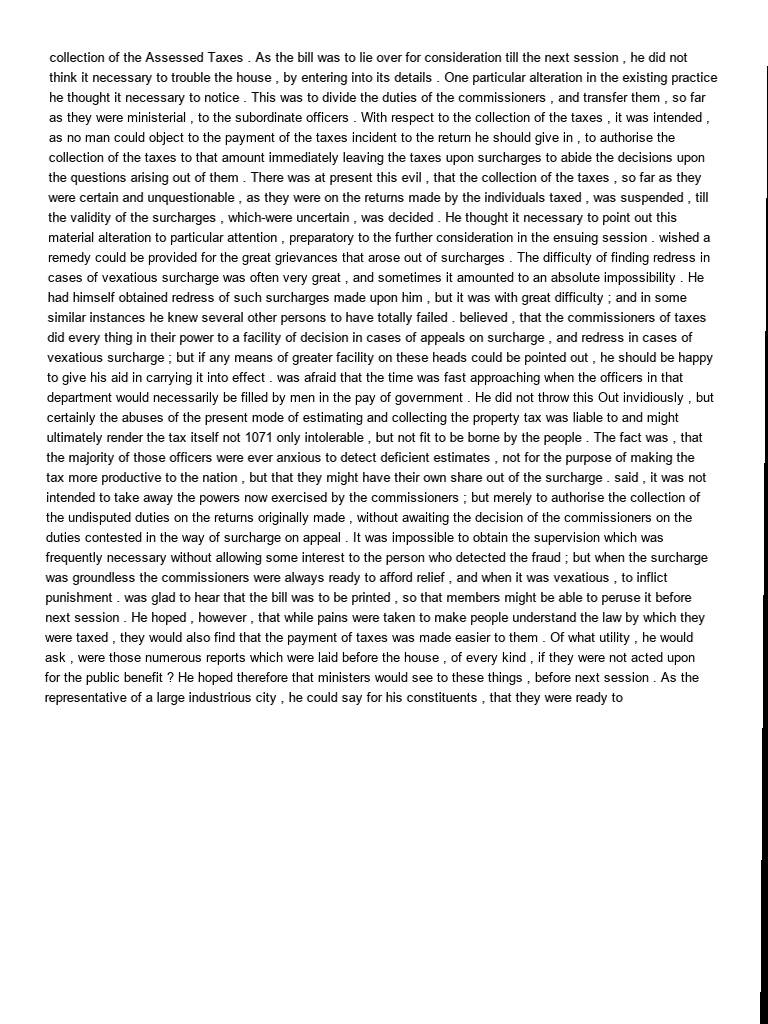 collection of the Assessed Taxes . As the bill was to lie over for consideration till the next session , he did not
think it necessary to trouble the house , by entering into its details . One particular alteration in the existing practice
he thought it necessary to notice . This was to divide the duties of the commissioners , and transfer them , so far
as they were ministerial , to the subordinate officers . With respect to the collection of the taxes , it was intended ,
as no man could object to the payment of the taxes incident to the return he should give in , to authorise the
collection of the taxes to that amount immediately leaving the taxes upon surcharges to abide the decisions upon
the questions arising out of them . There was at present this evil , that the collection of the taxes , so far as they
were certain and unquestionable , as they were on the returns made by the individuals taxed , was suspended , till
the validity of the surcharges , which-were uncertain , was decided . He thought it necessary to point out this
material alteration to particular attention , preparatory to the further consideration in the ensuing session . wished a
remedy could be provided for the great grievances that arose out of surcharges . The difficulty of finding redress in
cases of vexatious surcharge was often very great , and sometimes it amounted to an absolute impossibility . He
had himself obtained redress of such surcharges made upon him , but it was with great difficulty ; and in some
similar instances he knew several other persons to have totally failed . believed , that the commissioners of taxes
did every thing in their power to a facility of decision in cases of appeals on surcharge , and redress in cases of
vexatious surcharge ; but if any means of greater facility on these heads could be pointed out , he should be happy
to give his aid in carrying it into effect . was afraid that the time was fast approaching when the officers in that
department would necessarily be filled by men in the pay of government . He did not throw this Out invidiously , but
certainly the abuses of the present mode of estimating and collecting the property tax was liable to and might
ultimately render the tax itself not 1071 only intolerable , but not fit to be borne by the people . The fact was , that
the majority of those officers were ever anxious to detect deficient estimates , not for the purpose of making the
tax more productive to the nation , but that they might have their own share out of the surcharge . said , it was not
intended to take away the powers now exercised by the commissioners ; but merely to authorise the collection of
the undisputed duties on the returns originally made , without awaiting the decision of the commissioners on the
duties contested in the way of surcharge on appeal . It was impossible to obtain the supervision which was
frequently necessary without allowing some interest to the person who detected the fraud ; but when the surcharge
was groundless the commissioners were always ready to afford relief , and when it was vexatious , to inflict
punishment . was glad to hear that the bill was to be printed , so that members might be able to peruse it before
next session . He hoped , however , that while pains were taken to make people understand the law by which they
were taxed , they would also find that the payment of taxes was made easier to them . Of what utility , he would
ask , were those numerous reports which were laid before the house , of every kind , if they were not acted upon
for the public benefit ? He hoped therefore that ministers would see to these things , before next session . As the
representative of a large industrious city , he could say for his constituents , that they were ready to